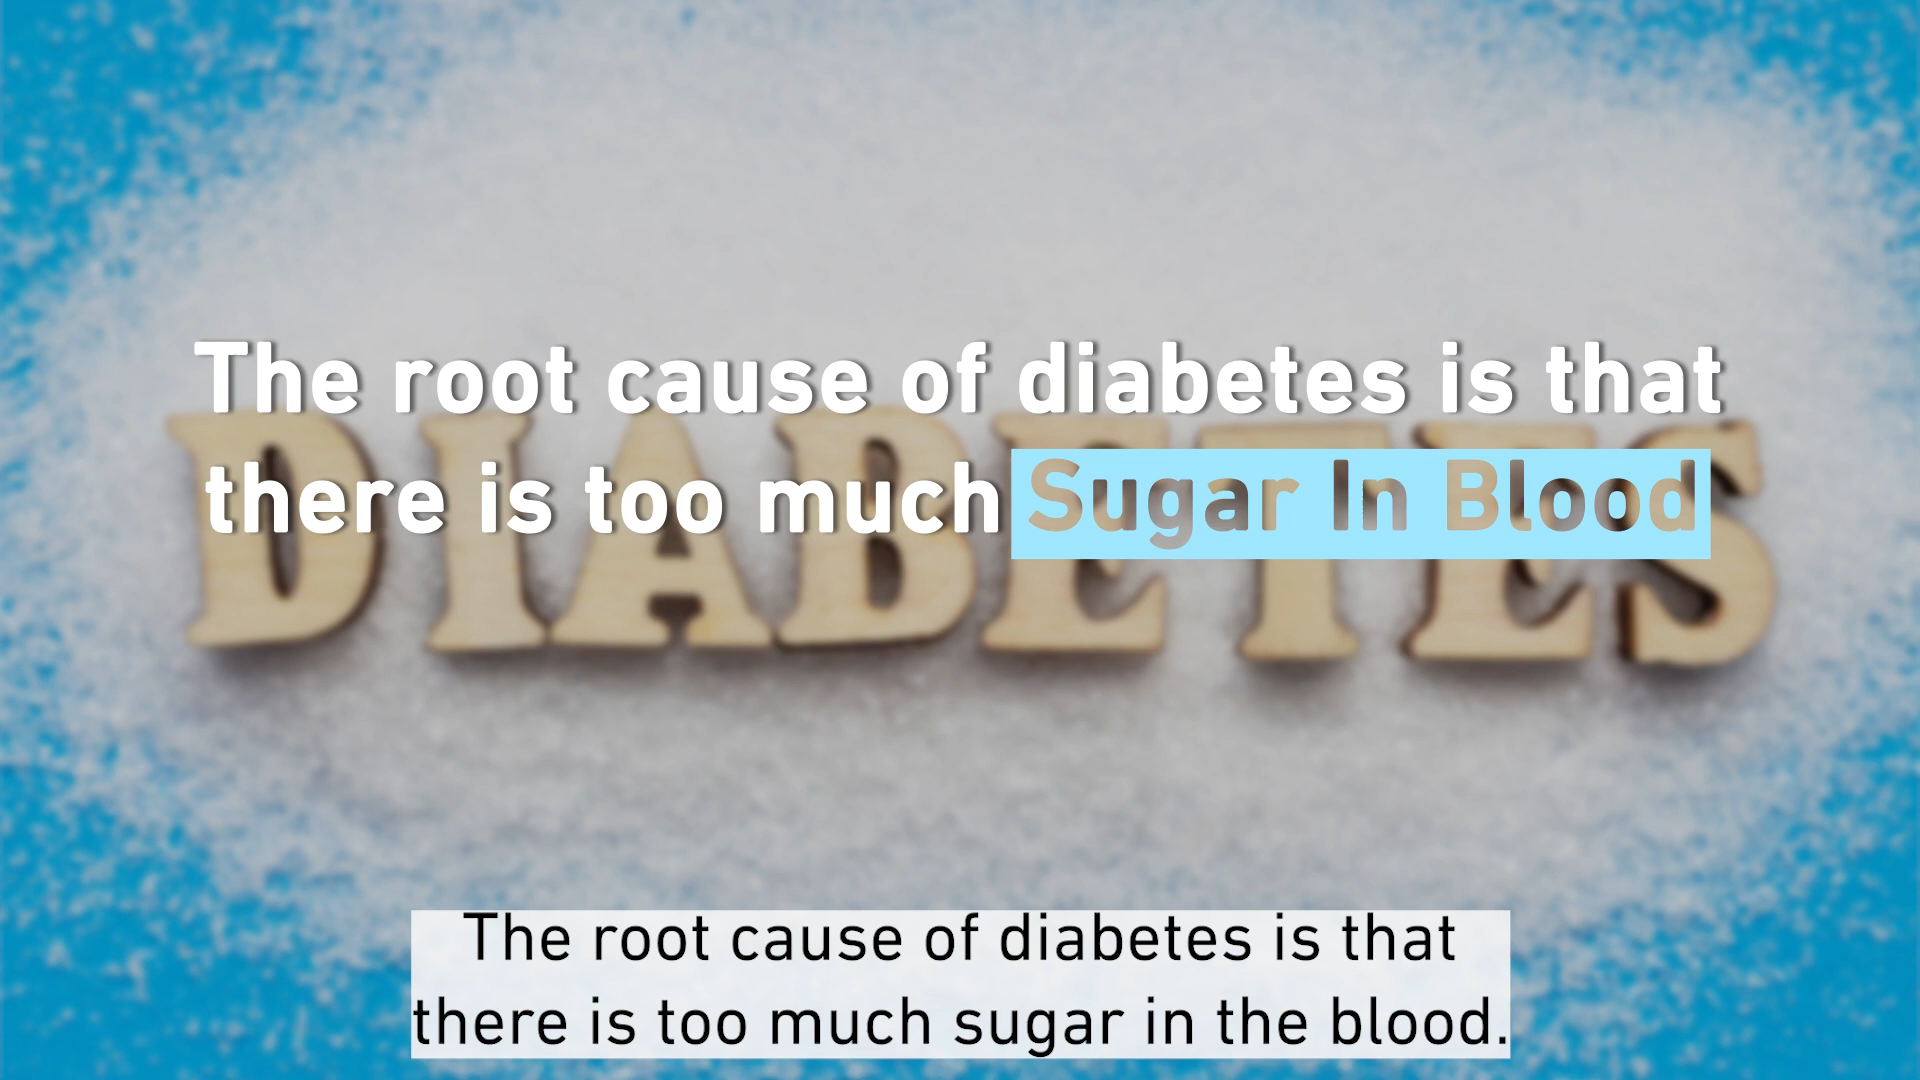 The root cause of diabetes is that
there is too much Sugar In Blood
DIABETES
The root cause of diabetes is that
there is too much sugar in the blood.